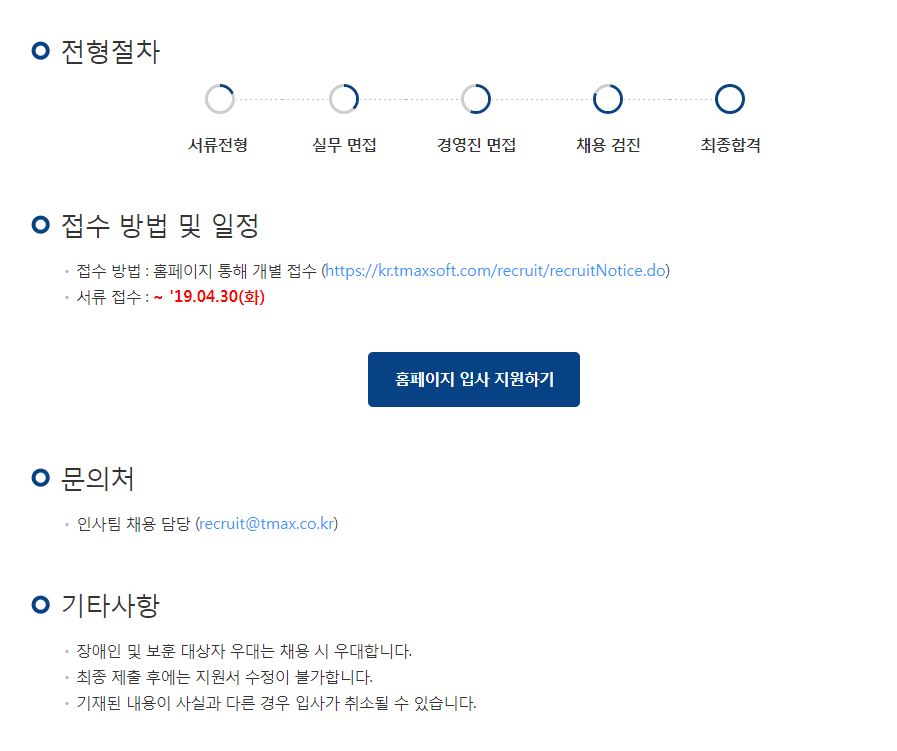 전형절차
서류전형 실무 면접 경영진 면접 채용 검진 최종합격
접수 방법 및 일정
접수 방법 : 홈페이지 통해 개별 접수 (https://kr.tmaxsoft.com/recruit/recruitNotice.do)
서류 접수 : ~ '19.04.30(화)
홈페이지 입사 지원하기
문의처
인사팀 채용 담당 (recruit@tmax.co.kr)
기타사항
장애인 및 보훈 대상자 우대는 채용 시 우대합니다.
최종 제출 후에는 지원서 수정이 불가합니다.
기재된 내용이 사실과 다른 경우 입사가 취소될 수 있습니다.